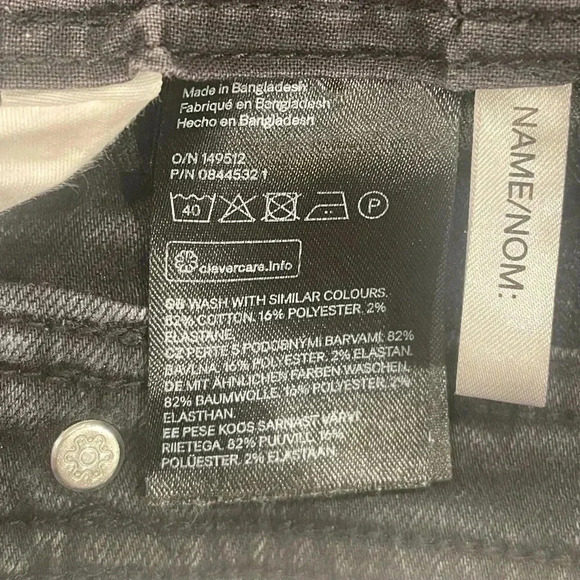 Made in Bangladesh
Fabriqué en Bangladesh
Hecho en Bangladesh
O/N 149512
P/N 0844532 1
40
P
clevercare.info
GB WASH WITH SIMILAR COLOURS.
82% COTTON. 16% POLYESTER. 2%
ELASTANE.
CZ PERTE S PODOBNÝMI BARVAMI. 82%
BAVLNA. 16% POLYESTER. 2% ELASTAN.
DE MIT ÄHNLICHEN FARBEN WASCHEN.
82% BAUMWOLLE. 16% POLYESTER. 2%
ELASTHAN.
EE PESE KOOS SARNAST VÄRVI
RIIETEGA. 82% PUUVILL. 16%
POLÜESTER. 2% ELASTAAN.
NAME/NOM: